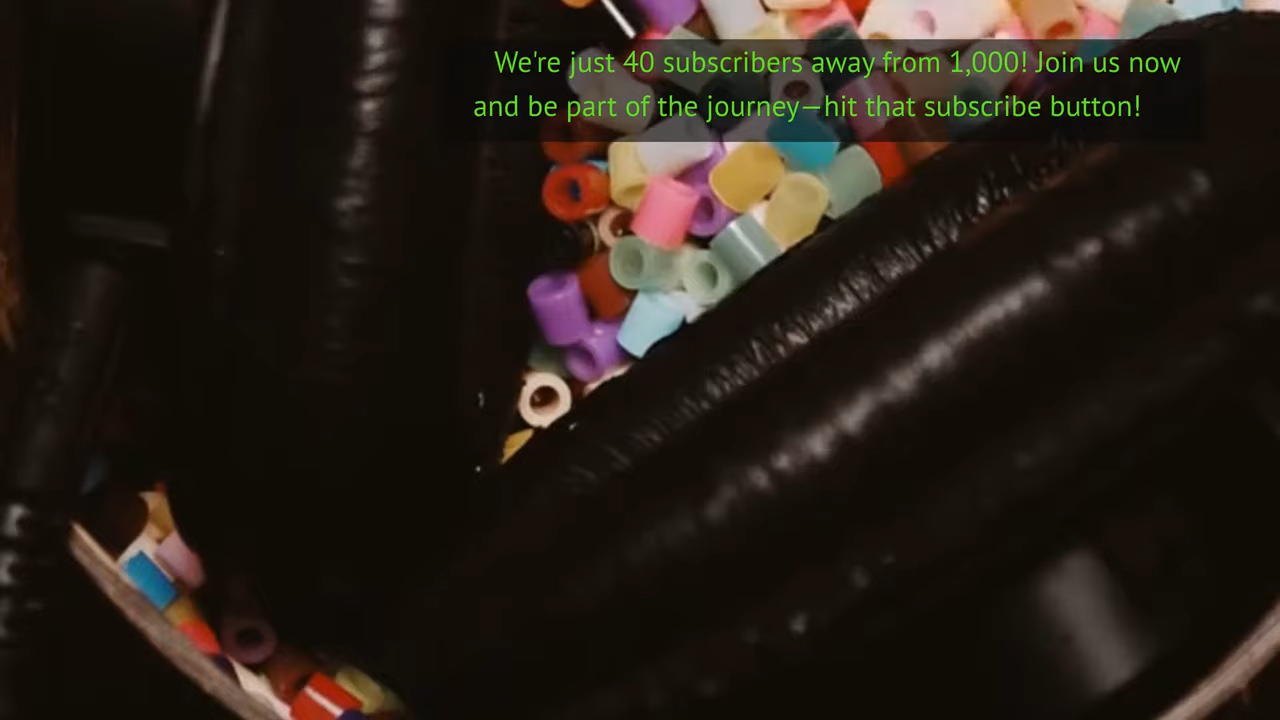 We're just 40 subscribers away from 1,000! Join us now
and be part of the journey—hit that subscribe button!